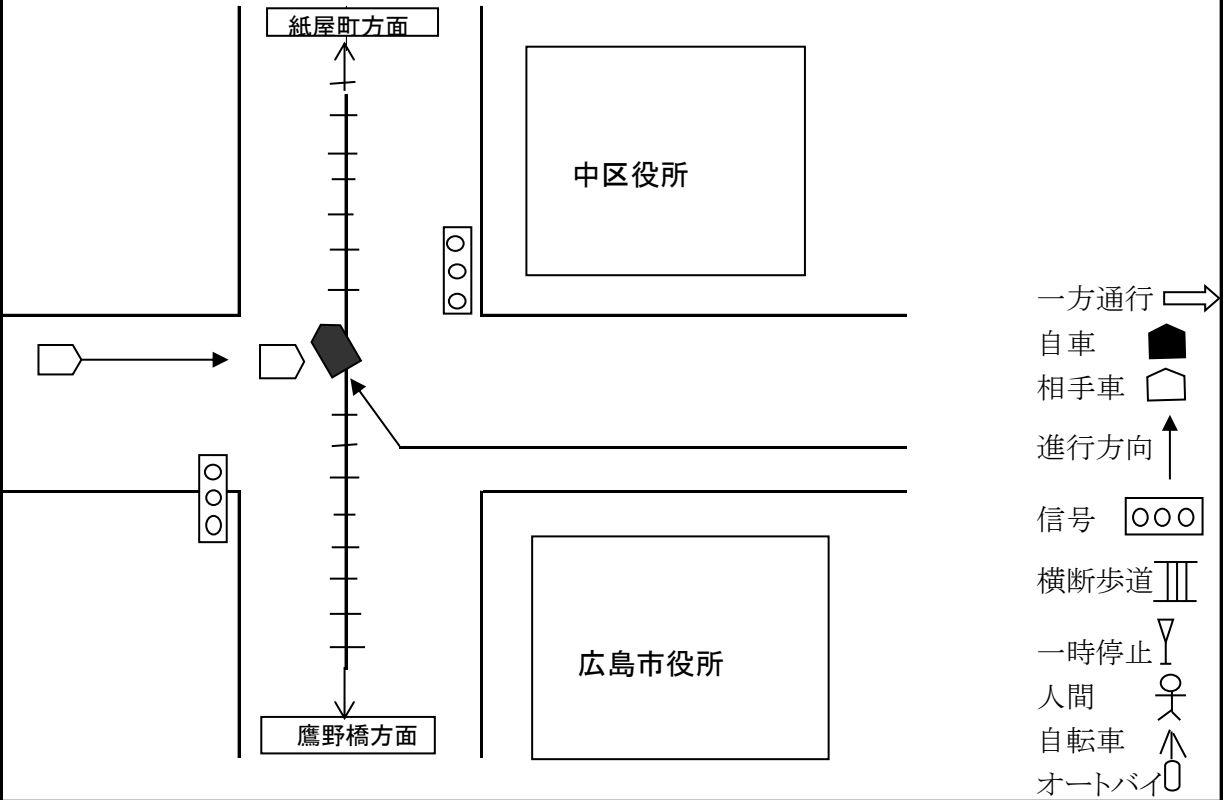 紙屋町方面
中区役所
一方通行
自車
相手車
進行方向
信号
横断歩道
一時停止
人間
自転車
オートバイ
広島市役所
鷹野橋方面